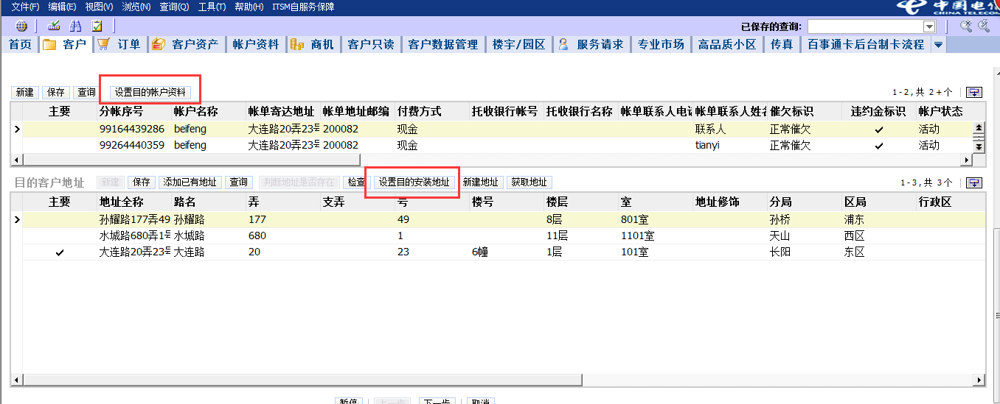 文件(F) 编辑(E) 视图(V) 浏览(N) 查询(Q) 工具(T) 帮助(H) ITSM自服务保障
中国电信
CHINA TELECOM
已保存的查询:
首页 客户 订单 客户资产 帐户资料 商机 客户只读 客户数据管理 楼宇/园区 服务请求 专业市场 高品质小区 传真 百事通卡后台制卡流程
新建 保存 查询 设置目的帐户资料 1-2,共 2+个
主要 分帐序号 帐户名称 帐单寄达地址 帐单地址邮编 付费方式 托收银行帐号 托收银行名称 帐单联系人电话 帐单联系人姓名 催欠标识 违约金标识 帐户状态
99164439286 beifeng 大连路20弄23号 200082 现金 联系人 正常催欠 活动
99264440359 beifeng 大连路20弄23号 200082 现金 tianyi 正常催欠 活动
目的客户地址 新建 保存 添加已有地址 查询 判断地址是否存在 检查 设置目的安装地址 新建地址 获取地址 1-3,共 3个
主要 地址全称 路名 弄 支弄 号 楼号 楼层 室 地址修饰 分局 区局 行政区
孙耀路177弄49 孙耀路 177 49 8层 801室 孙桥 浦东
水城路680弄1号 水城路 680 1 11层 1101室 天山 西区
大连路20弄23号 大连路 20 23 6幢 1层 101室 长阳 东区
暂停 上一步 下一步 取消